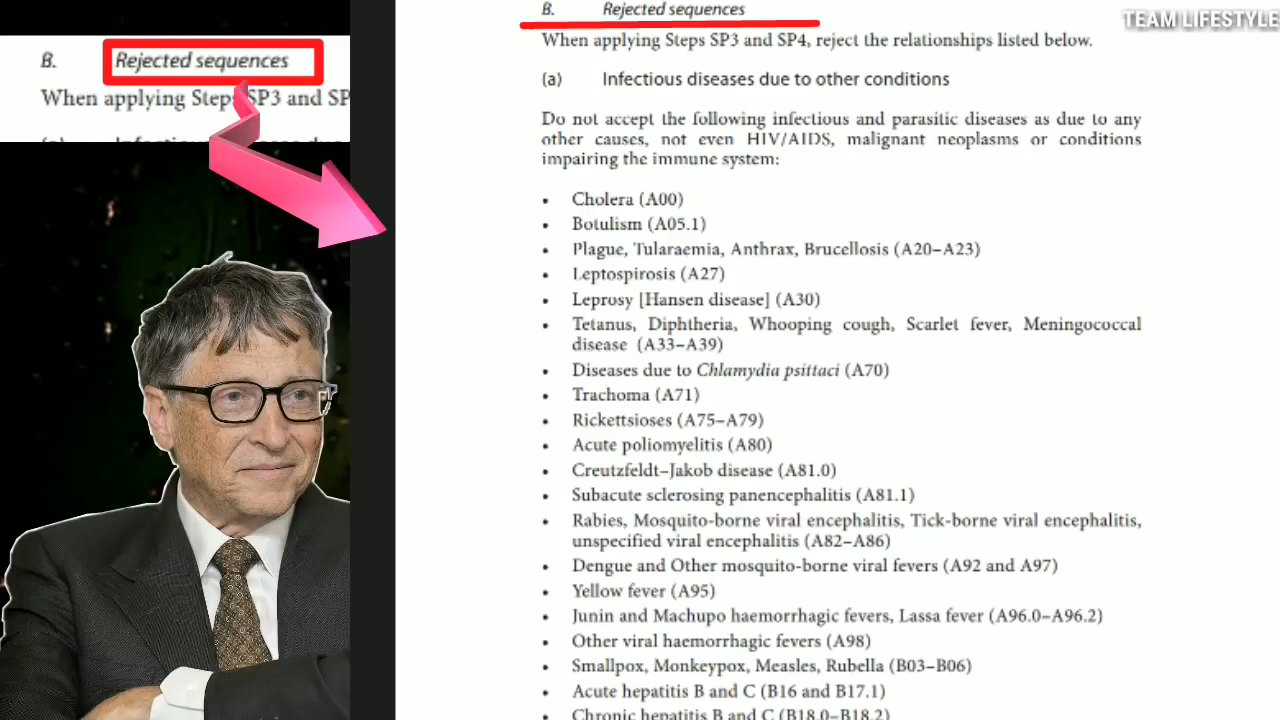 B. Rejected sequences
When applying Steps SP3 and SP
B. Rejected sequences
TEAM LIFESTYLE
When applying Steps SP3 and SP4, reject the relationships listed below.
(a) Infectious diseases due to other conditions
Do not accept the following infectious and parasitic diseases as due to any
other causes, not even HIV/AIDS, malignant neoplasms or conditions
impairing the immune system:
• Cholera (A00)
• Botulism (A05.1)
• Plague, Tularaemia, Anthrax, Brucellosis (A20–A23)
• Leptospirosis (A27)
• Leprosy [Hansen disease] (A30)
• Tetanus, Diphtheria, Whooping cough, Scarlet fever, Meningococcal
disease (A33–A39)
• Diseases due to Chlamydia psittaci (A70)
• Trachoma (A71)
• Rickettsioses (A75–A79)
• Acute poliomyelitis (A80)
• Creutzfeldt–Jakob disease (A81.0)
• Subacute sclerosing panencephalitis (A81.1)
• Rabies, Mosquito-borne viral encephalitis, Tick-borne viral encephalitis,
unspecified viral encephalitis (A82–A86)
• Dengue and Other mosquito-borne viral fevers (A92 and A97)
• Yellow fever (A95)
• Junin and Machupo haemorrhagic fevers, Lassa fever (A96.0–A96.2)
• Other viral haemorrhagic fevers (A98)
• Smallpox, Monkeypox, Measles, Rubella (B03–B06)
• Acute hepatitis B and C (B16 and B17.1)
• Chronic hepatitis B and C (B18.0–B18.2)